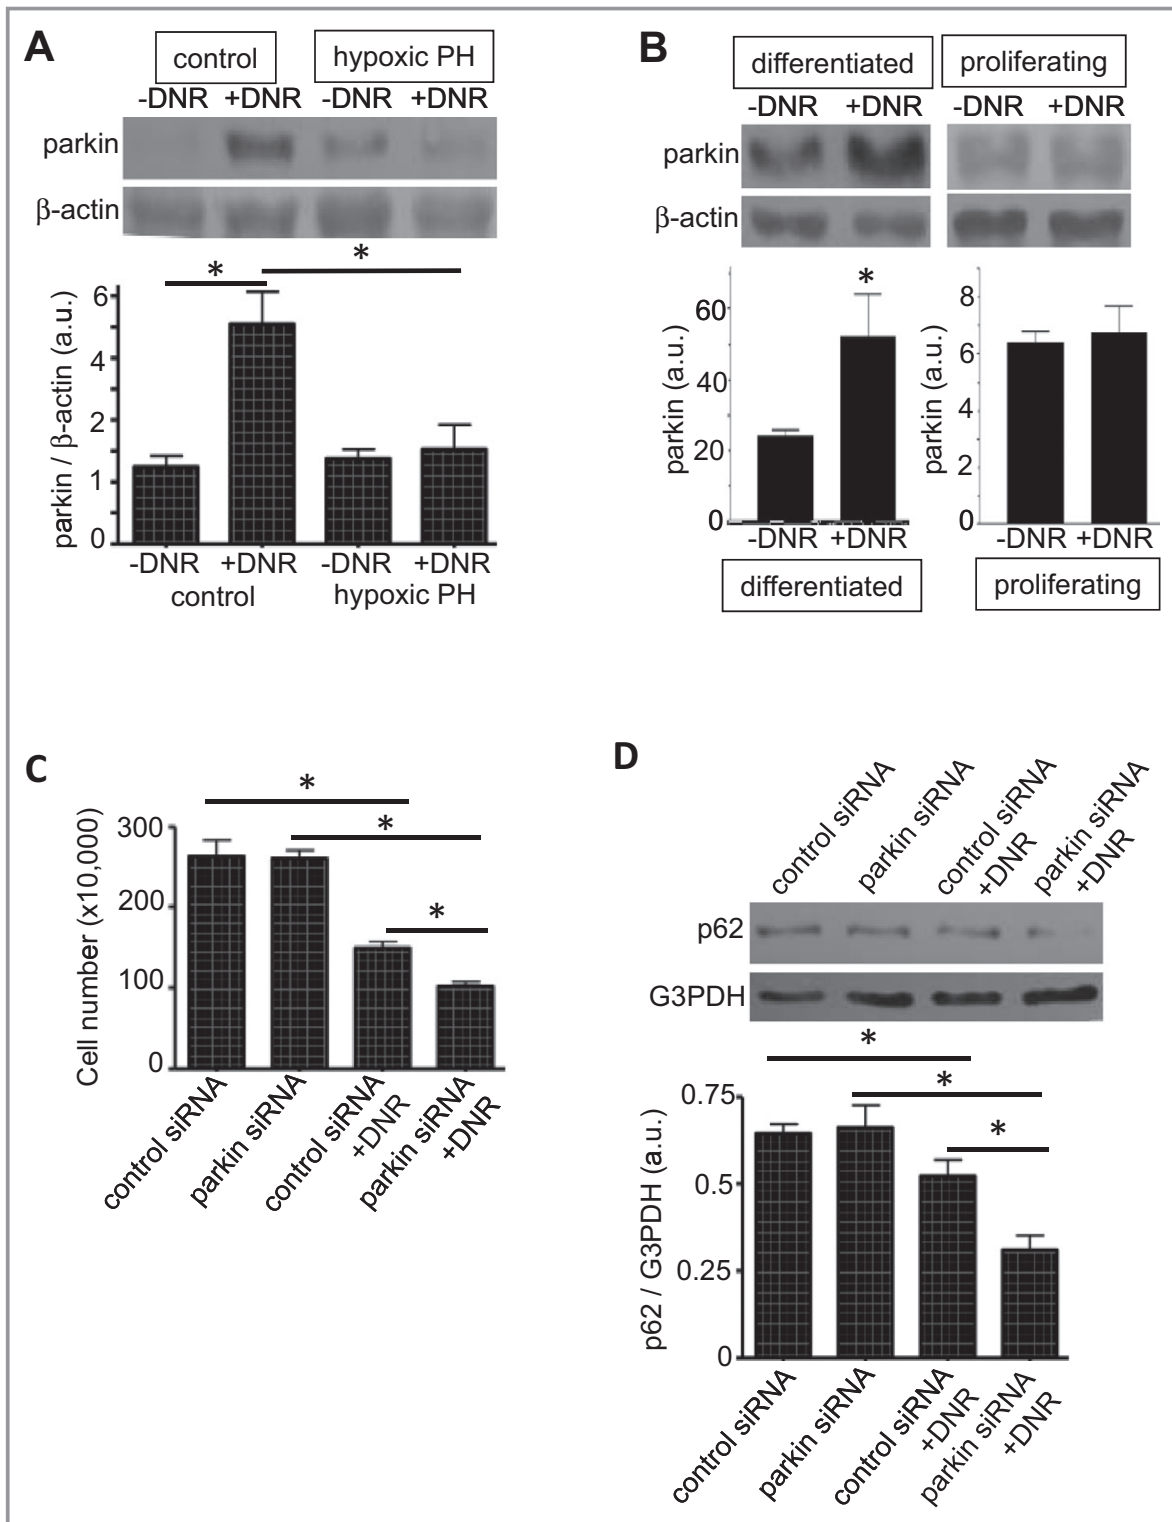 A
control
hypoxic PH
-DNR +DNR -DNR +DNR
parkin
β-actin
*
*
parkin / β-actin (a.u.)
6
4
2
1
0
-DNR +DNR -DNR +DNR
control
hypoxic PH
B
differentiated
proliferating
-DNR +DNR
-DNR +DNR
parkin
β-actin
*
parkin (a.u.)
60
40
20
0
-DNR +DNR
differentiated
parkin (a.u.)
8
6
4
2
0
-DNR +DNR
proliferating
C
*
*
*
Cell number (x10,000)
300
200
100
0
control siRNA
parkin siRNA
control siRNA
+DNR
parkin siRNA
+DNR
D
control siRNA
parkin siRNA
control siRNA
+DNR
parkin siRNA
+DNR
p62
G3PDH
*
*
*
p62 / G3PDH (a.u.)
0.75
0.5
0.25
0
control siRNA
parkin siRNA
control siRNA
+DNR
parkin siRNA
+DNR